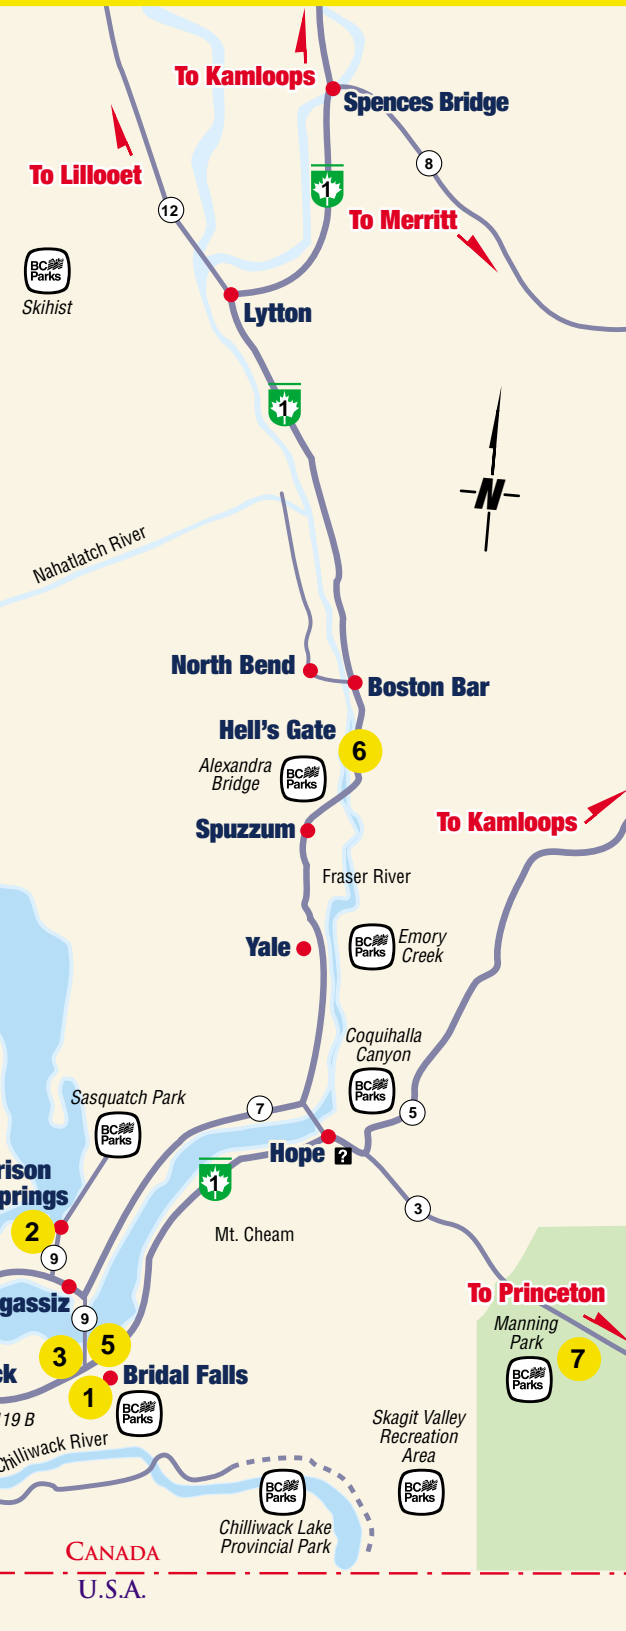 To Kamloops
Spences Bridge
8
1
To Lillooet
12
To Merritt
BC
Parks
Skihist
Lytton
1
N
Nahatlatch River
North Bend
Boston Bar
Hell's Gate
6
Alexandra
Bridge
BC
Parks
Spuzzum
To Kamloops
Fraser River
Yale
BC
Parks
Emory
Creek
Coquihalla
Canyon
BC
Parks
Sasquatch Park
BC
Parks
7
5
Hope ?
1
rison
prings
2
9
3
Mt. Cheam
gassiz
9
To Princeton
Manning
Park
7
BC
Parks
3
5
ck
1
Bridal Falls
BC
Parks
119 B
Chilliwack River
Skagit Valley
Recreation
Area
BC
Parks
BC
Parks
Chilliwack Lake
Provincial Park
CANADA
U.S.A.